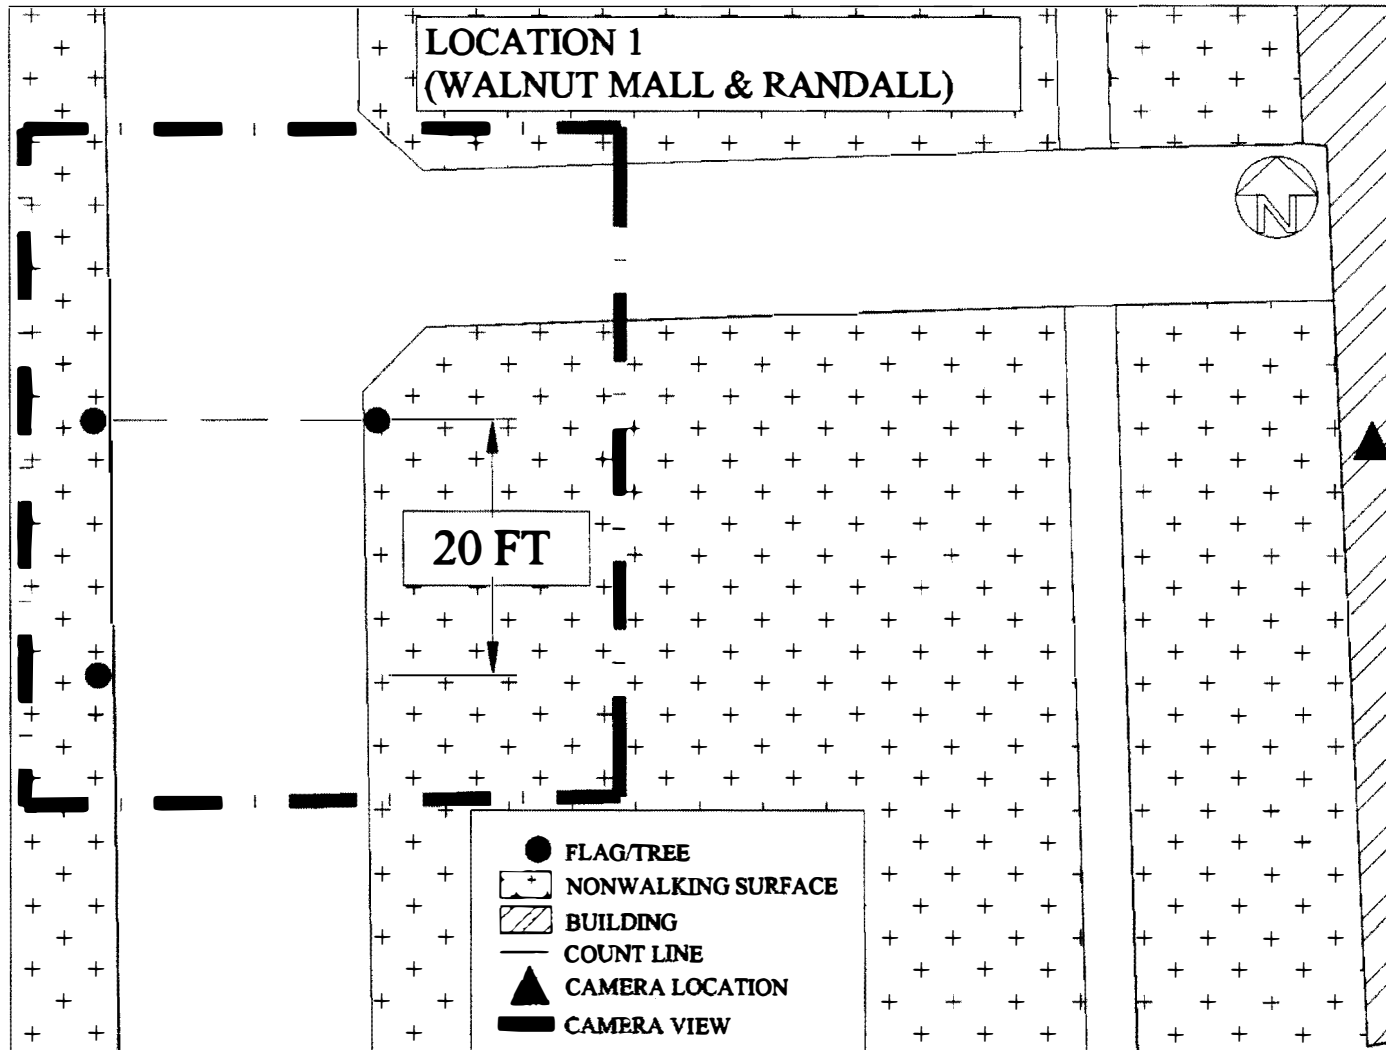 LOCATION 1
(WALNUT MALL & RANDALL)
N
20 FT
FLAG/TREE
NONWALKING SURFACE
BUILDING
COUNT LINE
CAMERA LOCATION
CAMERA VIEW